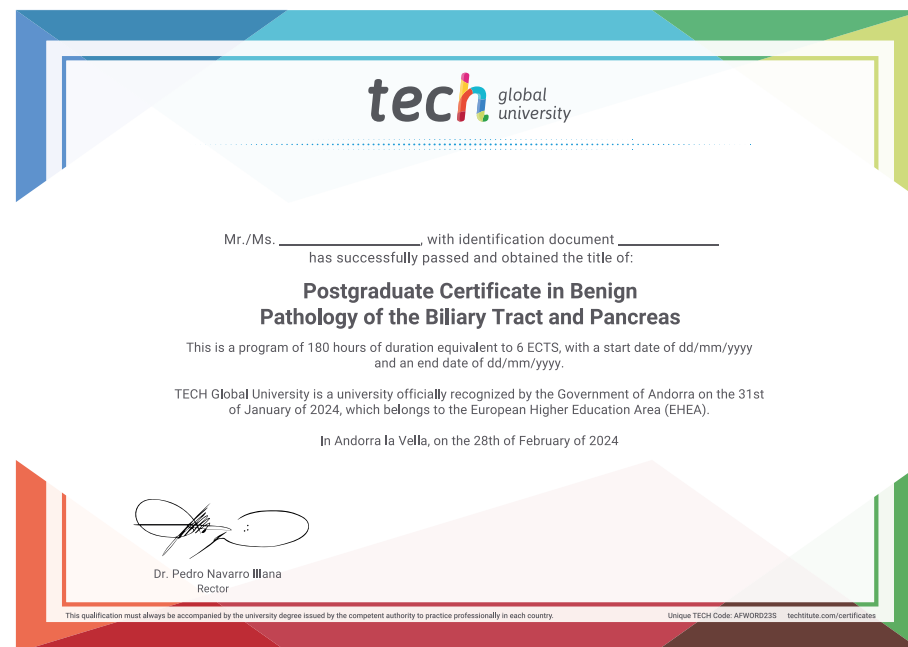 tech global university
Mr./Ms. ____________, with identification document ____________
has successfully passed and obtained the title of:
Postgraduate Certificate in Benign
Pathology of the Biliary Tract and Pancreas
This is a program of 180 hours of duration equivalent to 6 ECTS, with a start date of dd/mm/yyyy
and an end date of dd/mm/yyyy.
TECH Global University is a university officially recognized by the Government of Andorra on the 31st
of January of 2024, which belongs to the European Higher Education Area (EHEA).
In Andorra la Vella, on the 28th of February of 2024
Dr. Pedro Navarro Illana
Rector
This qualification must always be accompanied by the university degree issued by the competent authority to practice professionally in each country.
Unique TECH Code: AFWORD23S techtitute.com/certificates